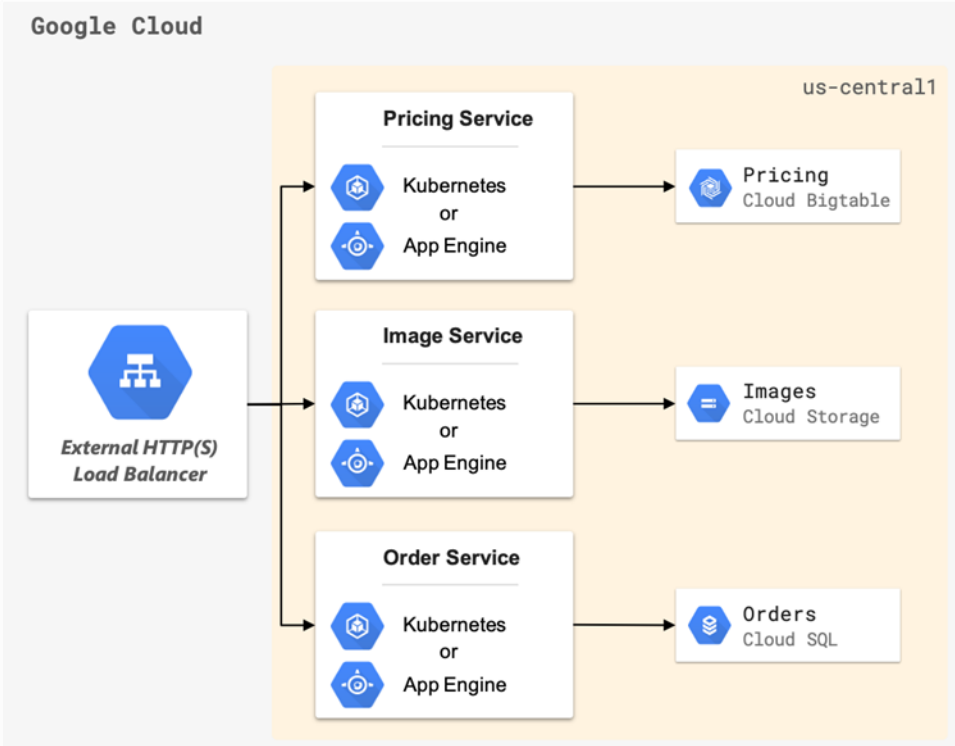 Google Cloud
us-central1
Pricing Service
Kubernetes
or
App Engine
Pricing
Cloud Bigtable
External HTTP(S)
Load Balancer
Image Service
Kubernetes
or
App Engine
Images
Cloud Storage
Order Service
Kubernetes
or
App Engine
Orders
Cloud SQL